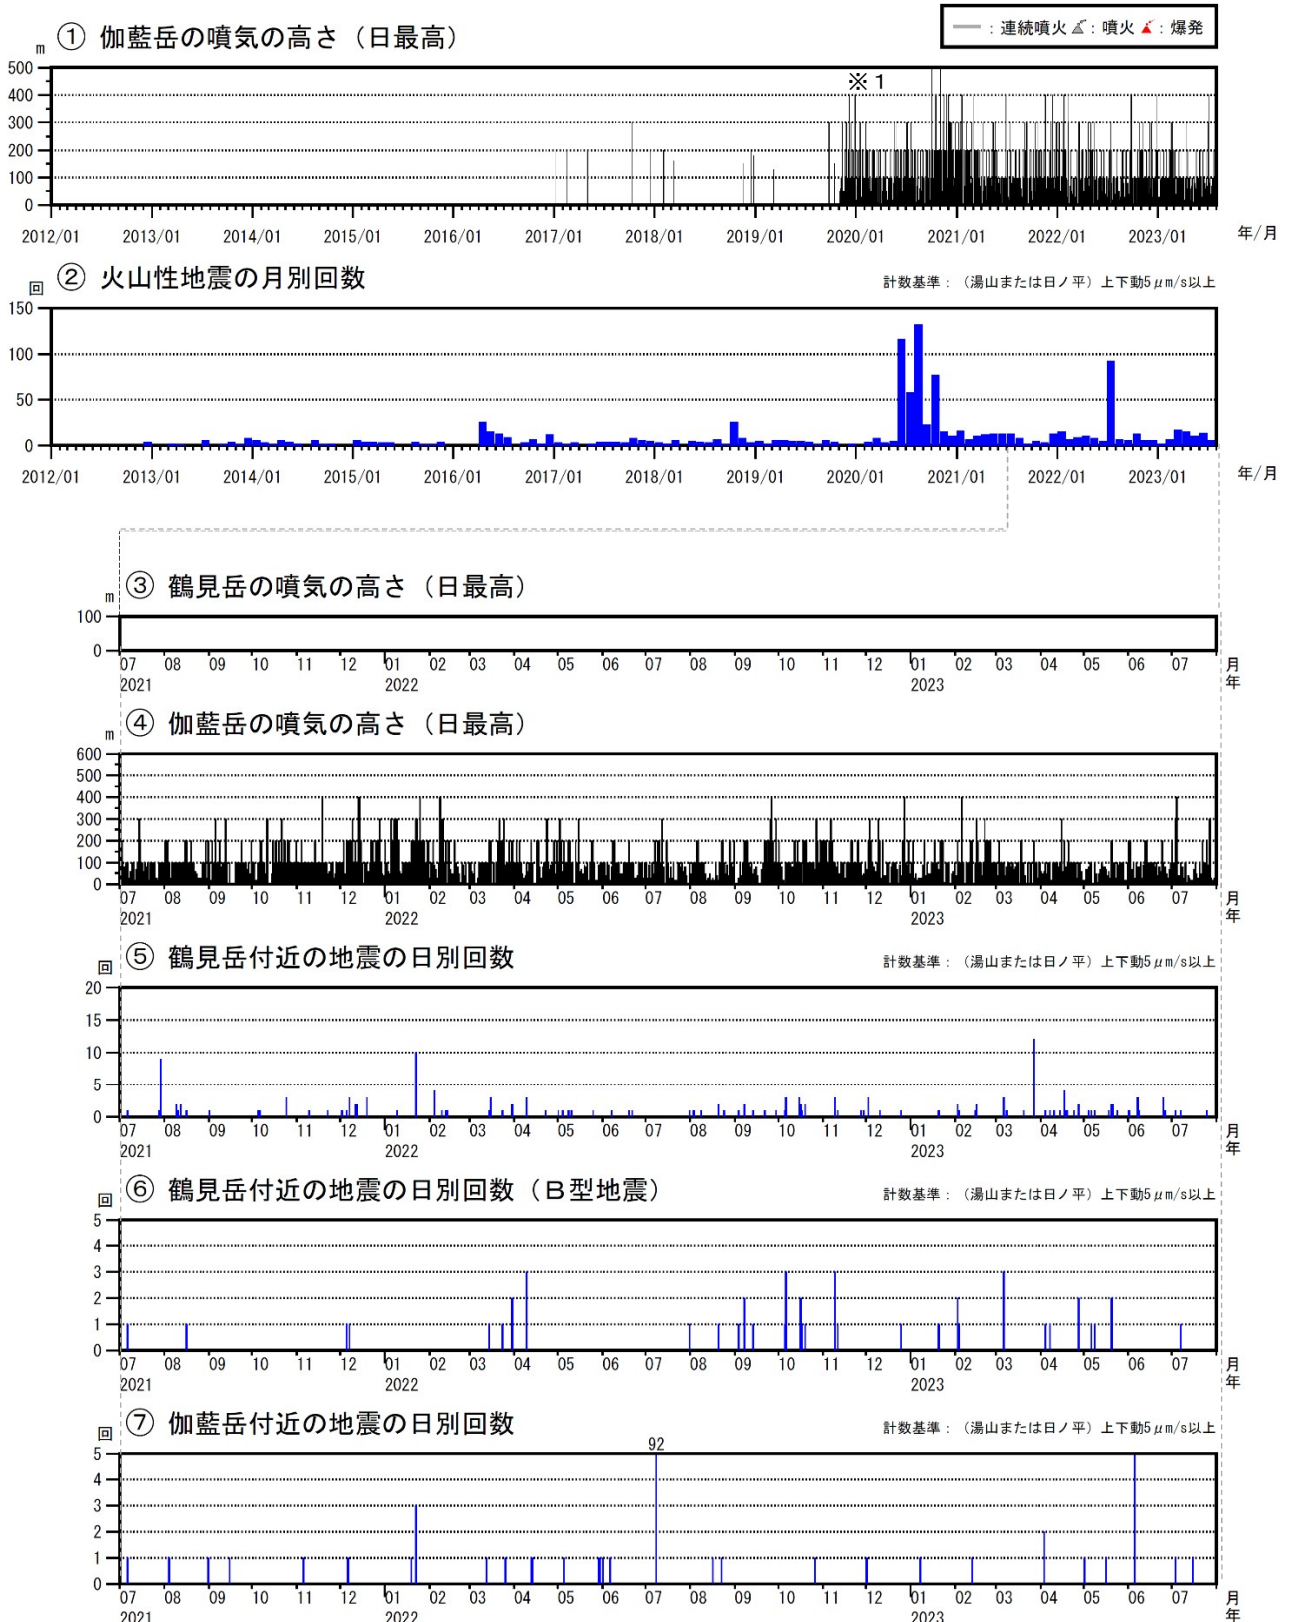 ：連続噴火 ：噴火 ：爆発
m ① 伽藍岳の噴気の高さ（日最高）
500
400
300
200
100
0
※1
2012/01 2013/01 2014/01 2015/01 2016/01 2017/01 2018/01 2019/01 2020/01 2021/01 2022/01 2023/01 年/月
回 ② 火山性地震の月別回数 計数基準：（湯山または日ノ平）上下動5μm/s以上
150
100
50
0
2012/01 2013/01 2014/01 2015/01 2016/01 2017/01 2018/01 2019/01 2020/01 2021/01 2022/01 2023/01 年/月
m ③ 鶴見岳の噴気の高さ（日最高）
100
0
07 08 09 10 11 12 01 02 03 04 05 06 07 08 09 10 11 12 01 02 03 04 05 06 07 月
2021 2022 2023 年
m ④ 伽藍岳の噴気の高さ（日最高）
600
500
400
300
200
100
0
07 08 09 10 11 12 01 02 03 04 05 06 07 08 09 10 11 12 01 02 03 04 05 06 07 月
2021 2022 2023 年
回 ⑤ 鶴見岳付近の地震の日別回数 計数基準：（湯山または日ノ平）上下動5μm/s以上
20
15
10
5
0
07 08 09 10 11 12 01 02 03 04 05 06 07 08 09 10 11 12 01 02 03 04 05 06 07 月
2021 2022 2023 年
回 ⑥ 鶴見岳付近の地震の日別回数（Ｂ型地震） 計数基準：（湯山または日ノ平）上下動5μm/s以上
5
4
3
2
1
0
07 08 09 10 11 12 01 02 03 04 05 06 07 08 09 10 11 12 01 02 03 04 05 06 07 月
2021 2022 2023 年
回 ⑦ 伽藍岳付近の地震の日別回数 計数基準：（湯山または日ノ平）上下動5μm/s以上
92
5
4
3
2
1
0
07 08 09 10 11 12 01 02 03 04 05 06 07 08 09 10 11 12 01 02 03 04 05 06 07 月
2021 2022 2023 年